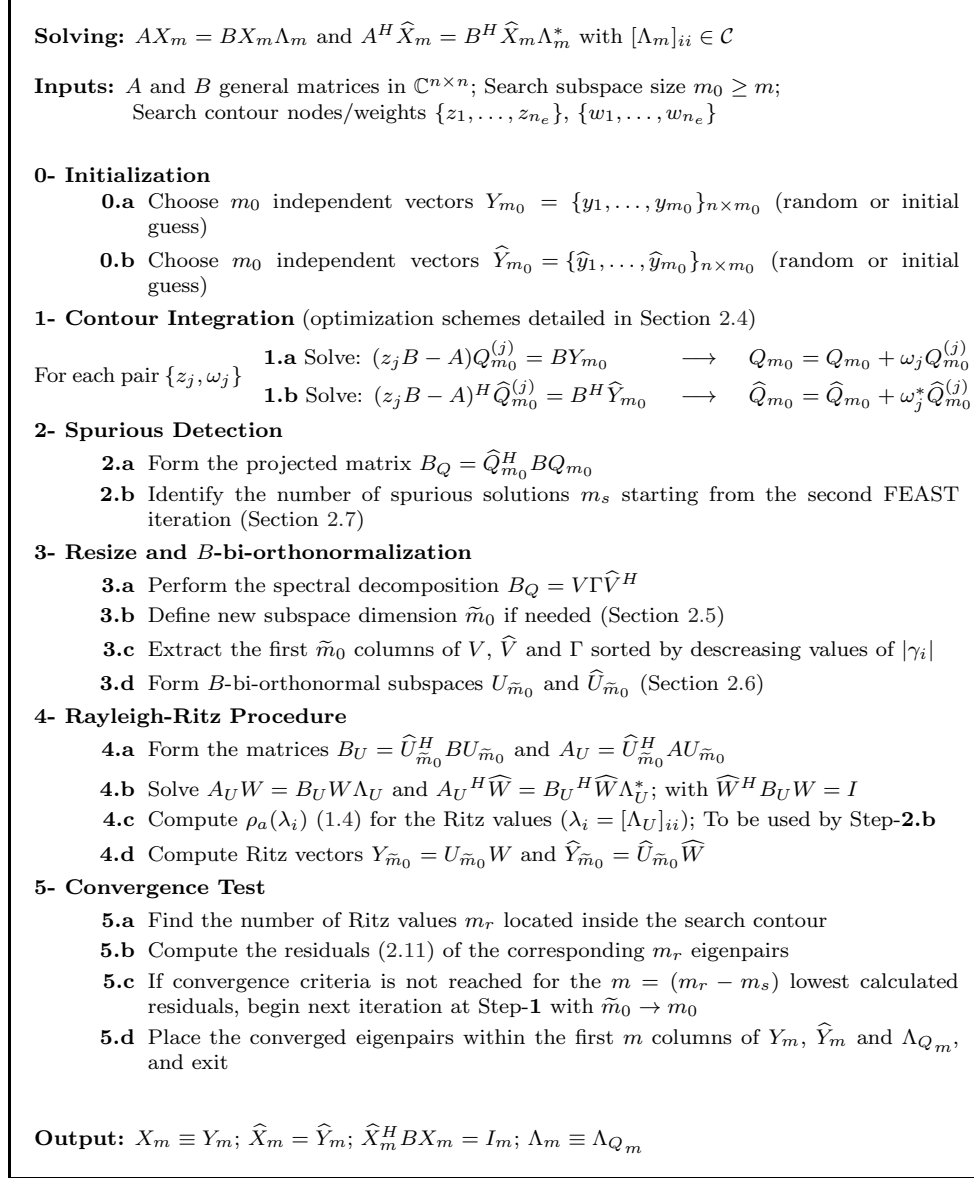 Solving: $AX_m = BX_m\Lambda_m$ and $A^H\widehat{X}_m = B^H\widehat{X}_m\Lambda_m^*$ with $[\Lambda_m]_{ii} \in \mathcal{C}$
Inputs: $A$ and $B$ general matrices in $\mathbb{C}^{n\times n}$; Search subspace size $m_0 \geq m$;
Search contour nodes/weights $\{z_1, \ldots, z_{n_e}\}$, $\{w_1, \ldots, w_{n_e}\}$
0- Initialization
0.a Choose $m_0$ independent vectors $Y_{m_0} = \{y_1, \ldots, y_{m_0}\}_{n\times m_0}$ (random or initial
guess)
0.b Choose $m_0$ independent vectors $\widehat{Y}_{m_0} = \{\widehat{y}_1, \ldots, \widehat{y}_{m_0}\}_{n\times m_0}$ (random or initial
guess)
1- Contour Integration (optimization schemes detailed in Section 2.4)
For each pair $\{z_j, \omega_j\}$
1.a Solve: $(z_jB - A)Q_{m_0}^{(j)} = BY_{m_0}$ $\longrightarrow$ $Q_{m_0} = Q_{m_0} + \omega_jQ_{m_0}^{(j)}$
1.b Solve: $(z_jB - A)^H\widehat{Q}_{m_0}^{(j)} = B^H\widehat{Y}_{m_0}$ $\longrightarrow$ $\widehat{Q}_{m_0} = \widehat{Q}_{m_0} + \omega_j^*\widehat{Q}_{m_0}^{(j)}$
2- Spurious Detection
2.a Form the projected matrix $B_Q = \widehat{Q}_{m_0}^HBQ_{m_0}$
2.b Identify the number of spurious solutions $m_s$ starting from the second FEAST
iteration (Section 2.7)
3- Resize and $B$-bi-orthonormalization
3.a Perform the spectral decomposition $B_Q = V\Gamma\widehat{V}^H$
3.b Define new subspace dimension $\widetilde{m}_0$ if needed (Section 2.5)
3.c Extract the first $\widetilde{m}_0$ columns of $V$, $\widehat{V}$ and $\Gamma$ sorted by descreasing values of $|\gamma_i|$
3.d Form $B$-bi-orthonormal subspaces $U_{\widetilde{m}_0}$ and $\widehat{U}_{\widetilde{m}_0}$ (Section 2.6)
4- Rayleigh-Ritz Procedure
4.a Form the matrices $B_U = \widehat{U}_{\widetilde{m}_0}^HBU_{\widetilde{m}_0}$ and $A_U = \widehat{U}_{\widetilde{m}_0}^HAU_{\widetilde{m}_0}$
4.b Solve $A_UW = B_UW\Lambda_U$ and $A_U{}^H\widehat{W} = B_U{}^H\widehat{W}\Lambda_U^*$; with $\widehat{W}^HB_UW = I$
4.c Compute $\rho_a(\lambda_i)$ (1.4) for the Ritz values $(\lambda_i = [\Lambda_U]_{ii})$; To be used by Step-2.b
4.d Compute Ritz vectors $Y_{\widetilde{m}_0} = U_{\widetilde{m}_0}W$ and $\widehat{Y}_{\widetilde{m}_0} = \widehat{U}_{\widetilde{m}_0}\widehat{W}$
5- Convergence Test
5.a Find the number of Ritz values $m_r$ located inside the search contour
5.b Compute the residuals (2.11) of the corresponding $m_r$ eigenpairs
5.c If convergence criteria is not reached for the $m = (m_r - m_s)$ lowest calculated
residuals, begin next iteration at Step-1 with $\widetilde{m}_0 \rightarrow m_0$
5.d Place the converged eigenpairs within the first $m$ columns of $Y_m$, $\widehat{Y}_m$ and $\Lambda_{Q_m}$,
and exit
Output: $X_m \equiv Y_m$; $\widehat{X}_m = \widehat{Y}_m$; $\widehat{X}_m^HBX_m = I_m$; $\Lambda_m \equiv \Lambda_{Q_m}$